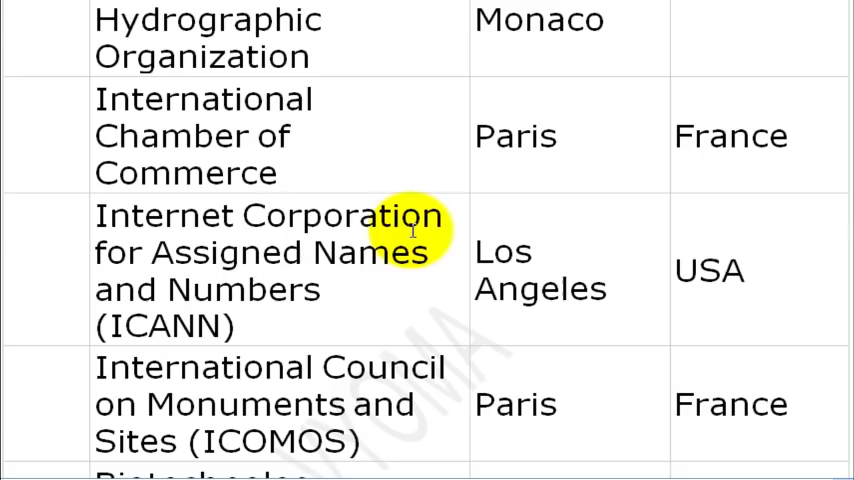 Hydrographic
Organization
Monaco
International
Chamber of
Commerce
Paris
France
Internet Corporation
for Assigned Names
and Numbers
(ICANN)
Los
Angeles
USA
International Council
on Monuments and
Sites (ICOMOS)
Paris
France
VYOMA